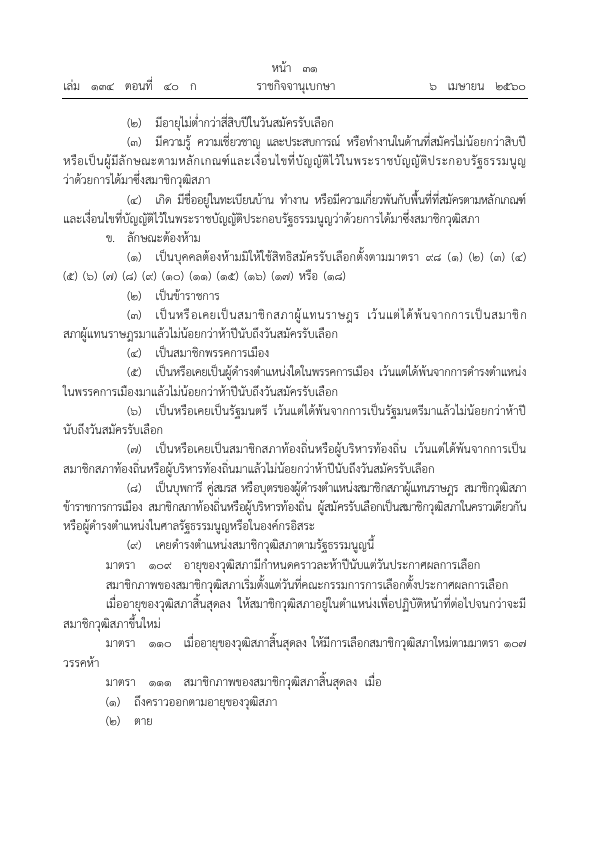 หน้า ๓๑
เล่ม ๑๓๔ ตอนที่ ๔๐ ก ราชกิจจานุเบกษา ๖ เมษายน ๒๕๖๐
(๒) มีอายุไม่ต่ำกว่าสี่สิบปีในวันสมัครรับเลือก
(๓) มีความรู้ ความเชี่ยวชาญ และประสบการณ์ หรือทำงานในด้านที่สมัครไม่น้อยกว่าสิบปี
หรือเป็นผู้มีลักษณะตามหลักเกณฑ์และเงื่อนไขที่บัญญัติไว้ในพระราชบัญญัติประกอบรัฐธรรมนูญ
ว่าด้วยการได้มาซึ่งสมาชิกวุฒิสภา
(๔) เกิด มีชื่ออยู่ในทะเบียนบ้าน ทำงาน หรือมีความเกี่ยวพันกับพื้นที่ที่สมัครตามหลักเกณฑ์
และเงื่อนไขที่บัญญัติไว้ในพระราชบัญญัติประกอบรัฐธรรมนูญว่าด้วยการได้มาซึ่งสมาชิกวุฒิสภา
ข. ลักษณะต้องห้าม
(๑) เป็นบุคคลต้องห้ามมิให้ใช้สิทธิสมัครรับเลือกตั้งตามมาตรา ๙๘ (๑) (๒) (๓) (๔)
(๕) (๖) (๗) (๘) (๙) (๑๐) (๑๑) (๑๕) (๑๖) (๑๗) หรือ (๑๘)
(๒) เป็นข้าราชการ
(๓) เป็นหรือเคยเป็นสมาชิกสภาผู้แทนราษฎร เว้นแต่ได้พ้นจากการเป็นสมาชิก
สภาผู้แทนราษฎรมาแล้วไม่น้อยกว่าห้าปีนับถึงวันสมัครรับเลือก
(๔) เป็นสมาชิกพรรคการเมือง
(๕) เป็นหรือเคยเป็นผู้ดำรงตำแหน่งใดในพรรคการเมือง เว้นแต่ได้พ้นจากการดำรงตำแหน่ง
ในพรรคการเมืองมาแล้วไม่น้อยกว่าห้าปีนับถึงวันสมัครรับเลือก
(๖) เป็นหรือเคยเป็นรัฐมนตรี เว้นแต่ได้พ้นจากการเป็นรัฐมนตรีมาแล้วไม่น้อยกว่าห้าปี
นับถึงวันสมัครรับเลือก
(๗) เป็นหรือเคยเป็นสมาชิกสภาท้องถิ่นหรือผู้บริหารท้องถิ่น เว้นแต่ได้พ้นจากการเป็น
สมาชิกสภาท้องถิ่นหรือผู้บริหารท้องถิ่นมาแล้วไม่น้อยกว่าห้าปีนับถึงวันสมัครรับเลือก
(๘) เป็นบุพการี คู่สมรส หรือบุตรของผู้ดำรงตำแหน่งสมาชิกสภาผู้แทนราษฎร สมาชิกวุฒิสภา
ข้าราชการการเมือง สมาชิกสภาท้องถิ่นหรือผู้บริหารท้องถิ่น ผู้สมัครรับเลือกเป็นสมาชิกวุฒิสภาในคราวเดียวกัน
หรือผู้ดำรงตำแหน่งในศาลรัฐธรรมนูญหรือในองค์กรอิสระ
(๙) เคยดำรงตำแหน่งสมาชิกวุฒิสภาตามรัฐธรรมนูญนี้
มาตรา ๑๐๙ อายุของวุฒิสภามีกำหนดคราวละห้าปีนับแต่วันประกาศผลการเลือก
สมาชิกภาพของสมาชิกวุฒิสภาเริ่มตั้งแต่วันที่คณะกรรมการการเลือกตั้งประกาศผลการเลือก
เมื่ออายุของวุฒิสภาสิ้นสุดลง ให้สมาชิกวุฒิสภาอยู่ในตำแหน่งเพื่อปฏิบัติหน้าที่ต่อไปจนกว่าจะมี
สมาชิกวุฒิสภาขึ้นใหม่
มาตรา ๑๑๐ เมื่ออายุของวุฒิสภาสิ้นสุดลง ให้มีการเลือกสมาชิกวุฒิสภาใหม่ตามมาตรา ๑๐๗
วรรคห้า
มาตรา ๑๑๑ สมาชิกภาพของสมาชิกวุฒิสภาสิ้นสุดลง เมื่อ
(๑) ถึงคราวออกตามอายุของวุฒิสภา
(๒) ตาย